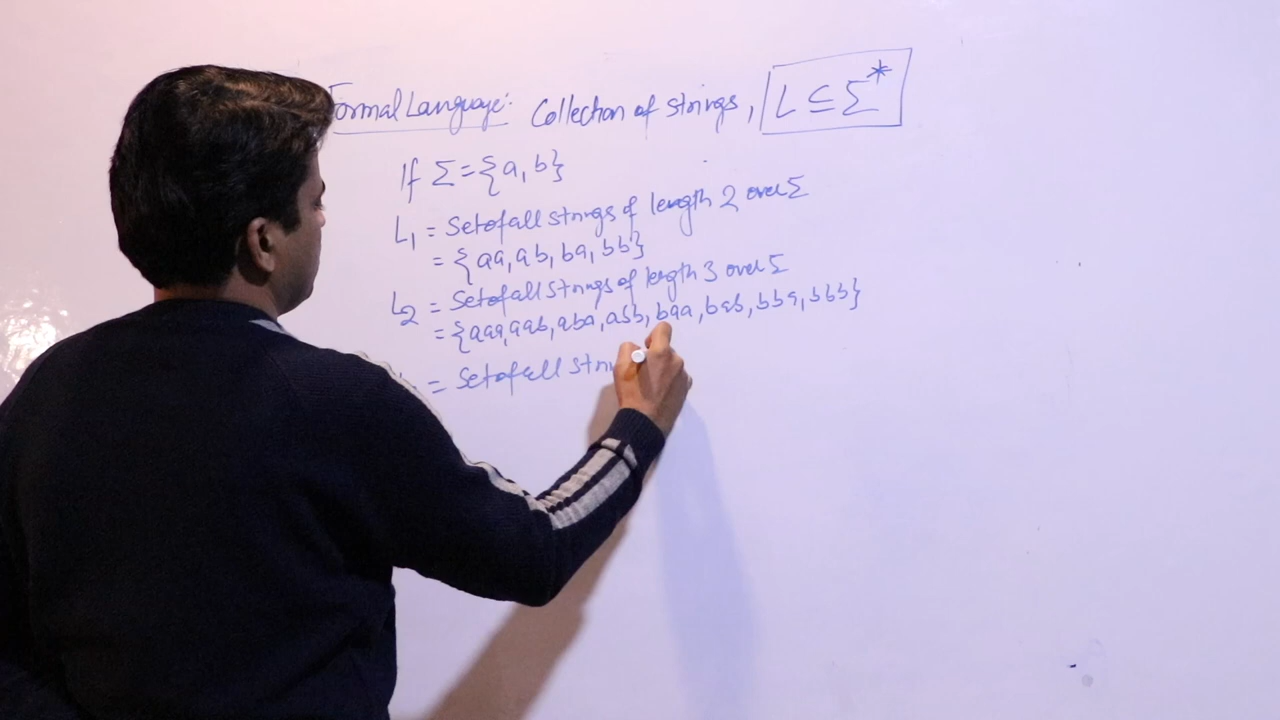 Formal Language: Collection of strings, L ⊆ Σ*
If Σ = {a, b}
L1 = Set of all strings of length 2 over Σ
= {aa, ab, ba, bb}
L2 = Set of all strings of length 3 over Σ
= {aaa, aab, aba, abb, baa, bab, bba, bbb}
= Set of all stri